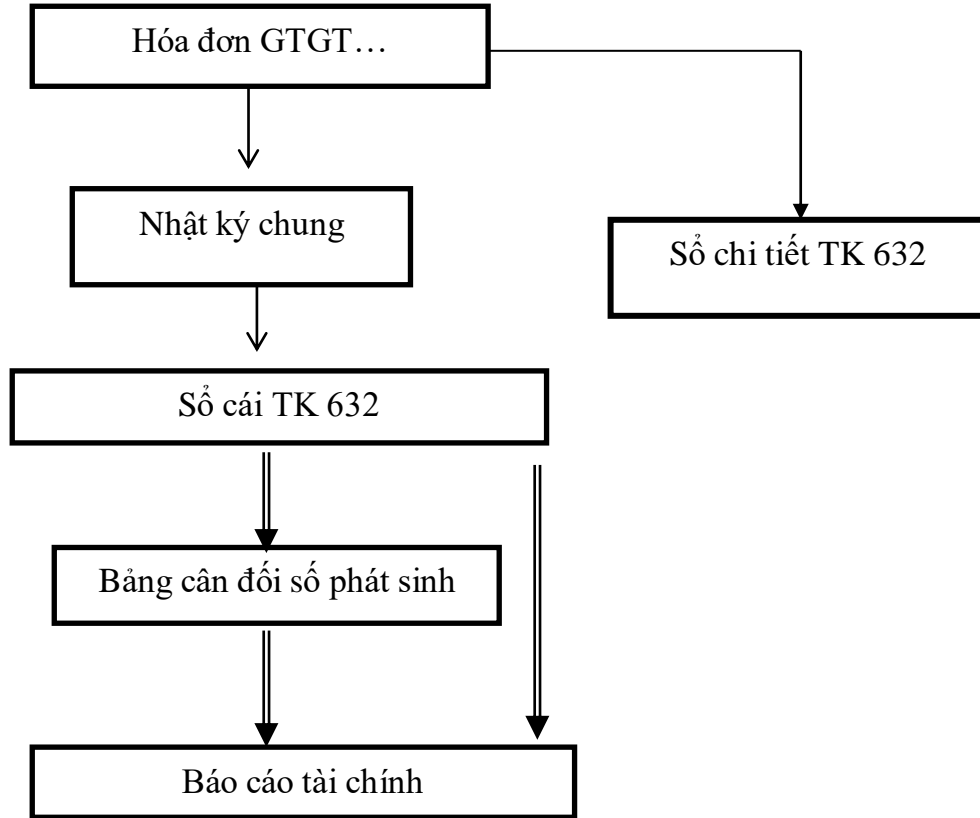 Hóa đơn GTGT…
Nhật ký chung
Sổ chi tiết TK 632
Sổ cái TK 632
Bảng cân đối số phát sinh
Báo cáo tài chính